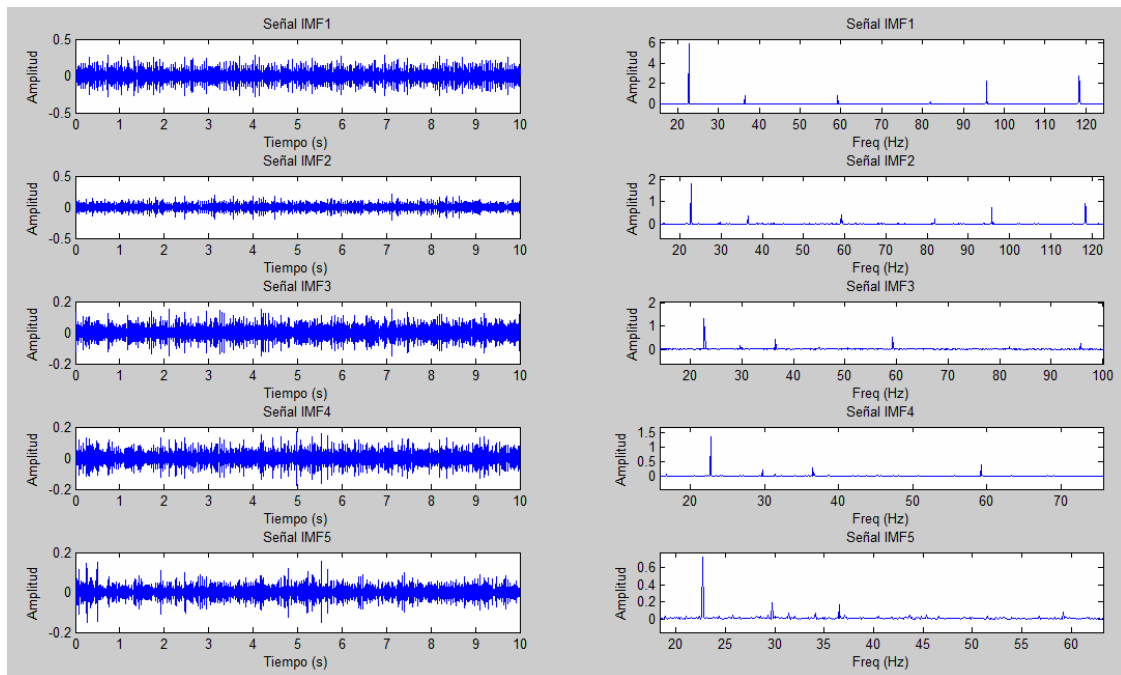 Señal IMF1
Amplitud
0.5
0
-0.5
0 1 2 3 4 5 6 7 8 9 10
Tiempo (s)
Señal IMF1
Amplitud
6
4
2
0
20 30 40 50 60 70 80 90 100 110 120
Freq (Hz)
Señal IMF2
Amplitud
0.5
0
-0.5
0 1 2 3 4 5 6 7 8 9 10
Tiempo (s)
Señal IMF2
Amplitud
2
1
0
20 30 40 50 60 70 80 90 100 110 120
Freq (Hz)
Señal IMF3
Amplitud
0.2
0
-0.2
0 1 2 3 4 5 6 7 8 9 10
Tiempo (s)
Señal IMF3
Amplitud
2
1
0
20 30 40 50 60 70 80 90 100
Freq (Hz)
Señal IMF4
Amplitud
0.2
0
-0.2
0 1 2 3 4 5 6 7 8 9 10
Tiempo (s)
Señal IMF4
Amplitud
1.5
1
0.5
0
20 30 40 50 60 70
Freq (Hz)
Señal IMF5
Amplitud
0.2
0
-0.2
0 1 2 3 4 5 6 7 8 9 10
Tiempo (s)
Señal IMF5
Amplitud
0.6
0.4
0.2
0
20 25 30 35 40 45 50 55 60
Freq (Hz)